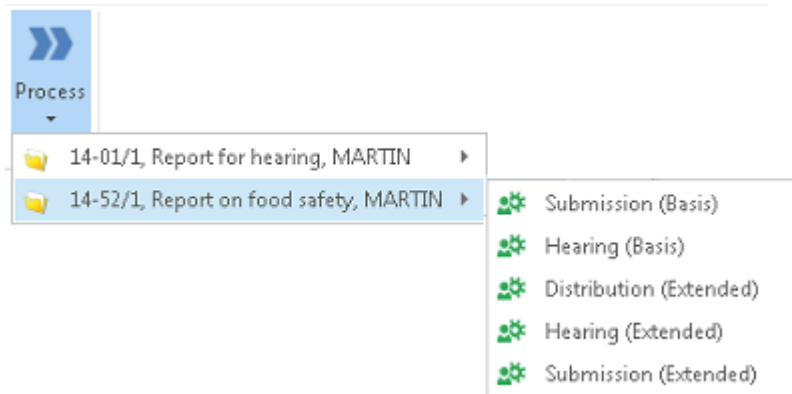 Process
14-01/1, Report for hearing, MARTIN
14-52/1, Report on food safety, MARTIN
Submission (Basis)
Hearing (Basis)
Distribution (Extended)
Hearing (Extended)
Submission (Extended)